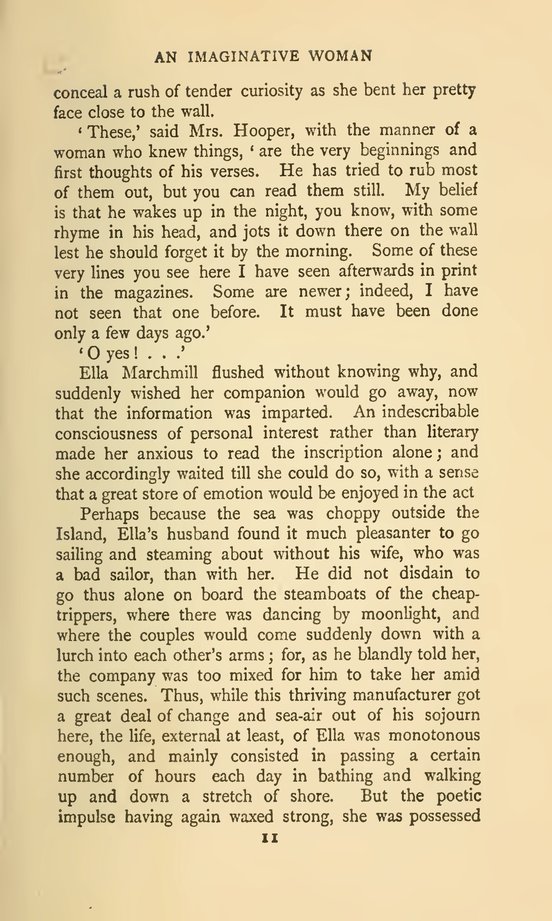 AN IMAGINATIVE WOMAN
conceal a rush of tender curiosity as she bent her pretty
face close to the wall.
‘ These,’ said Mrs. Hooper, with the manner of a
woman who knew things, ‘ are the very beginnings and
first thoughts of his verses. He has tried to rub most
of them out, but you can read them still. My belief
is that he wakes up in the night, you know, with some
rhyme in his head, and jots it down there on the wall
lest he should forget it by the morning. Some of these
very lines you see here I have seen afterwards in print
in the magazines. Some are newer; indeed, I have
not seen that one before. It must have been done
only a few days ago.’
‘ O yes ! . . .’
Ella Marchmill flushed without knowing why, and
suddenly wished her companion would go away, now
that the information was imparted. An indescribable
consciousness of personal interest rather than literary
made her anxious to read the inscription alone ; and
she accordingly waited till she could do so, with a sense
that a great store of emotion would be enjoyed in the act
Perhaps because the sea was choppy outside the
Island, Ella’s husband found it much pleasanter to go
sailing and steaming about without his wife, who was
a bad sailor, than with her. He did not disdain to
go thus alone on board the steamboats of the cheap-
trippers, where there was dancing by moonlight, and
where the couples would come suddenly down with a
lurch into each other’s arms ; for, as he blandly told her,
the company was too mixed for him to take her amid
such scenes. Thus, while this thriving manufacturer got
a great deal of change and sea-air out of his sojourn
here, the life, external at least, of Ella was monotonous
enough, and mainly consisted in passing a certain
number of hours each day in bathing and walking
up and down a stretch of shore. But the poetic
impulse having again waxed strong, she was possessed
11